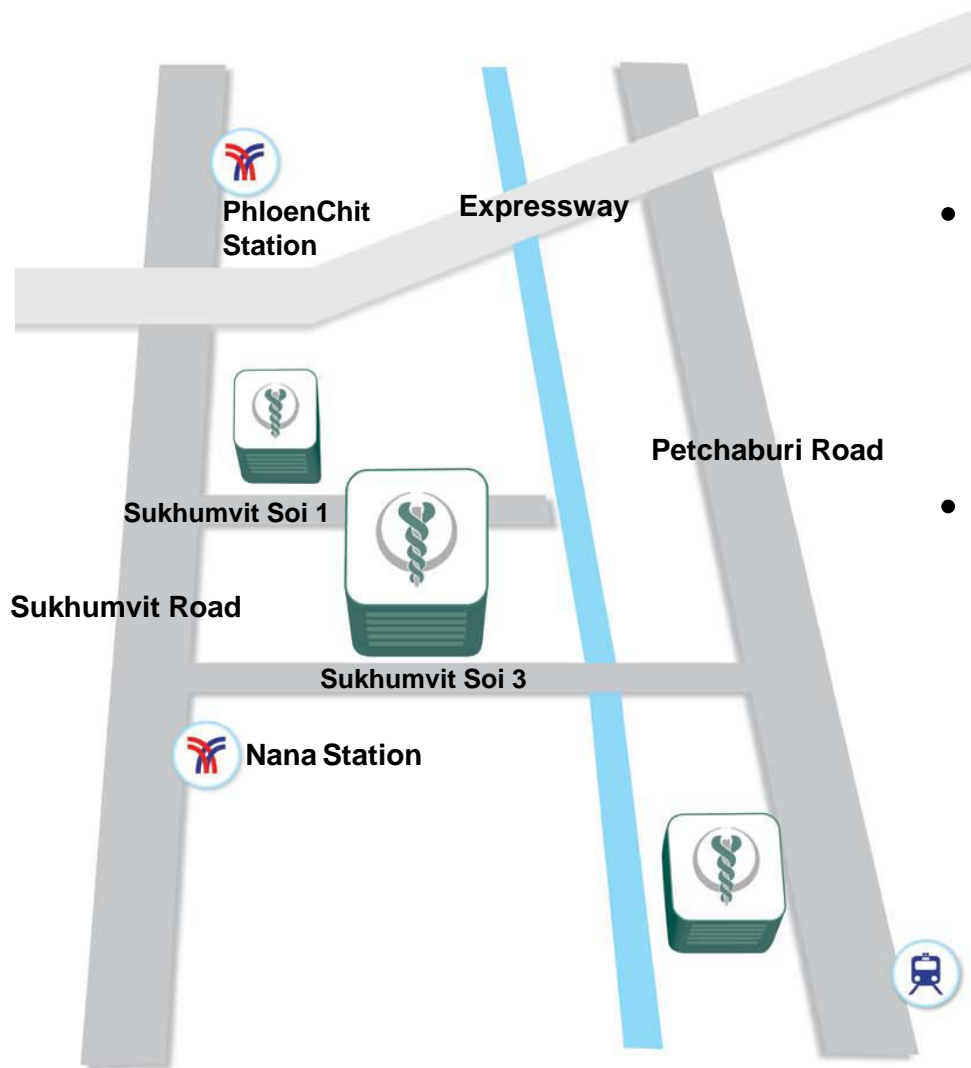 PhloenChit
Station
Expressway
Petchaburi Road
Sukhumvit Soi 1
Sukhumvit Road
Sukhumvit Soi 3
Nana Station